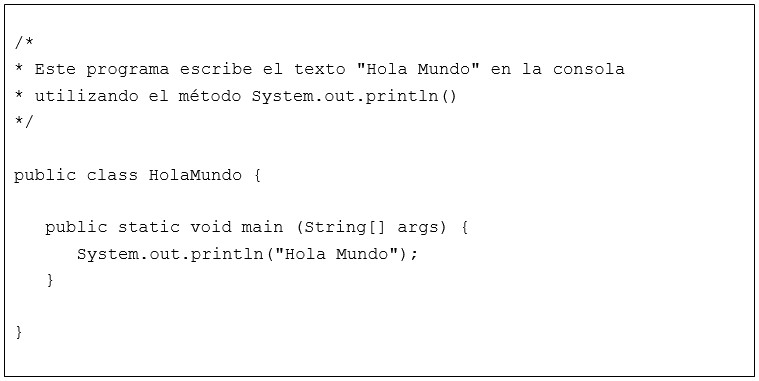 /*
* Este programa escribe el texto "Hola Mundo" en la consola
* utilizando el método System.out.println()
*/
public class HolaMundo {
public static void main (String[] args) {
System.out.println("Hola Mundo");
}
}